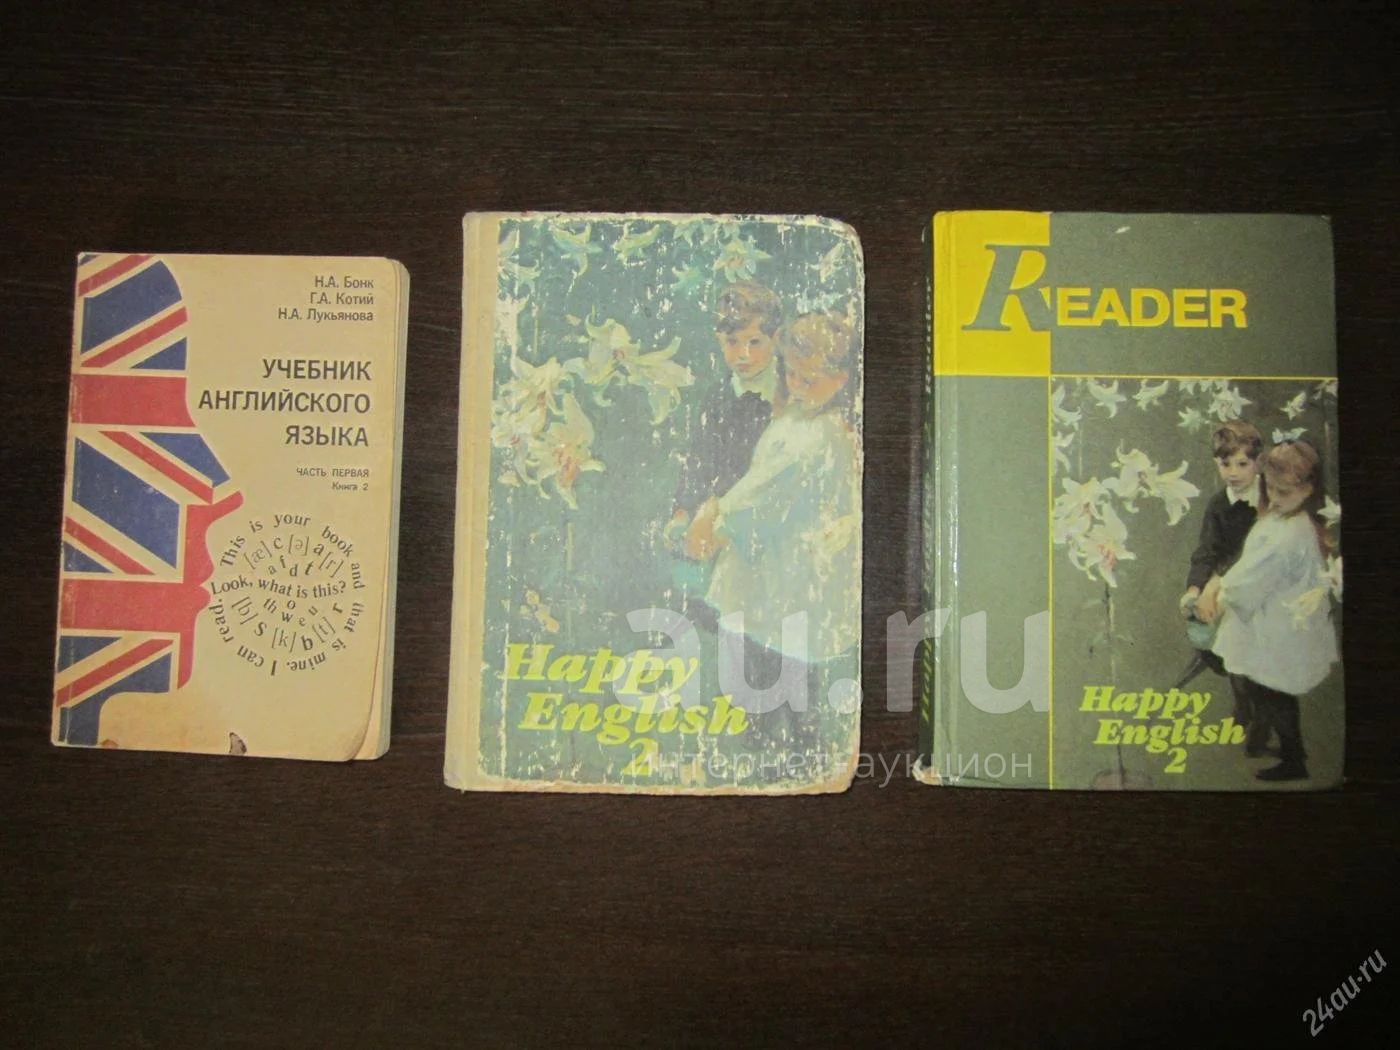 Н.А. Бонк
Г.А. Котий
Н.А. Лукьянова
УЧЕБНИК
АНГЛИЙСКОГО
ЯЗЫКА
ЧАСТЬ ПЕРВАЯ
Книга 2
This is your book and that is mine. I can read.
[æ] c [ə] a [r]
a f d t
Look, what is this?
th o u r
w e
[b] S [k] b [t]
Happy
English
2
READER
Happy
English
2
au.ru
интернет-аукцион
24au.ru